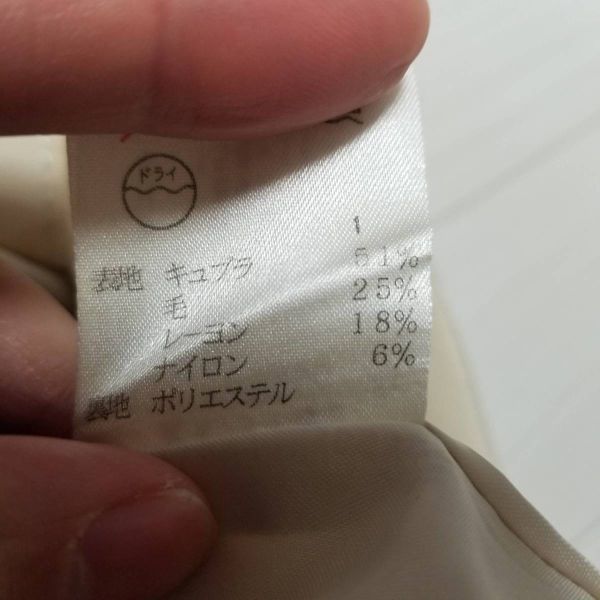 ドライ
1
表地 キュプラ 51%
毛 25%
レーヨン 18%
ナイロン 6%
裏地 ポリエステル